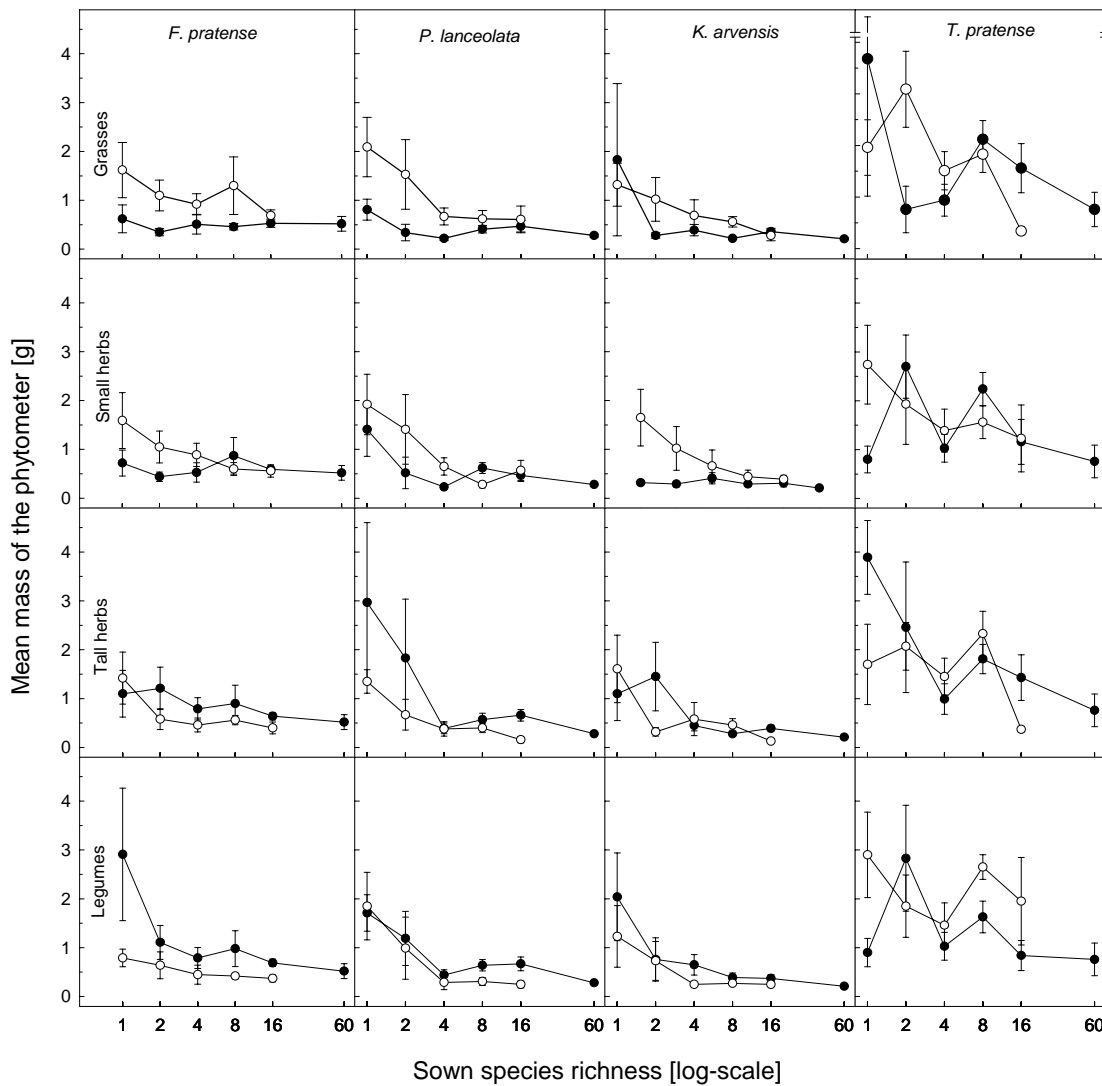 F. pratense P. lanceolata K. arvensis T. pratense
Mean mass of the phytometer [g]
Grasses
4
3
2
1
0
Small herbs
4
3
2
1
0
Tall herbs
4
3
2
1
0
Legumes
4
3
2
1
0
1 2 4 8 16 60 1 2 4 8 16 60 1 2 4 8 16 60 1 2 4 8 16 60
Sown species richness [log-scale]